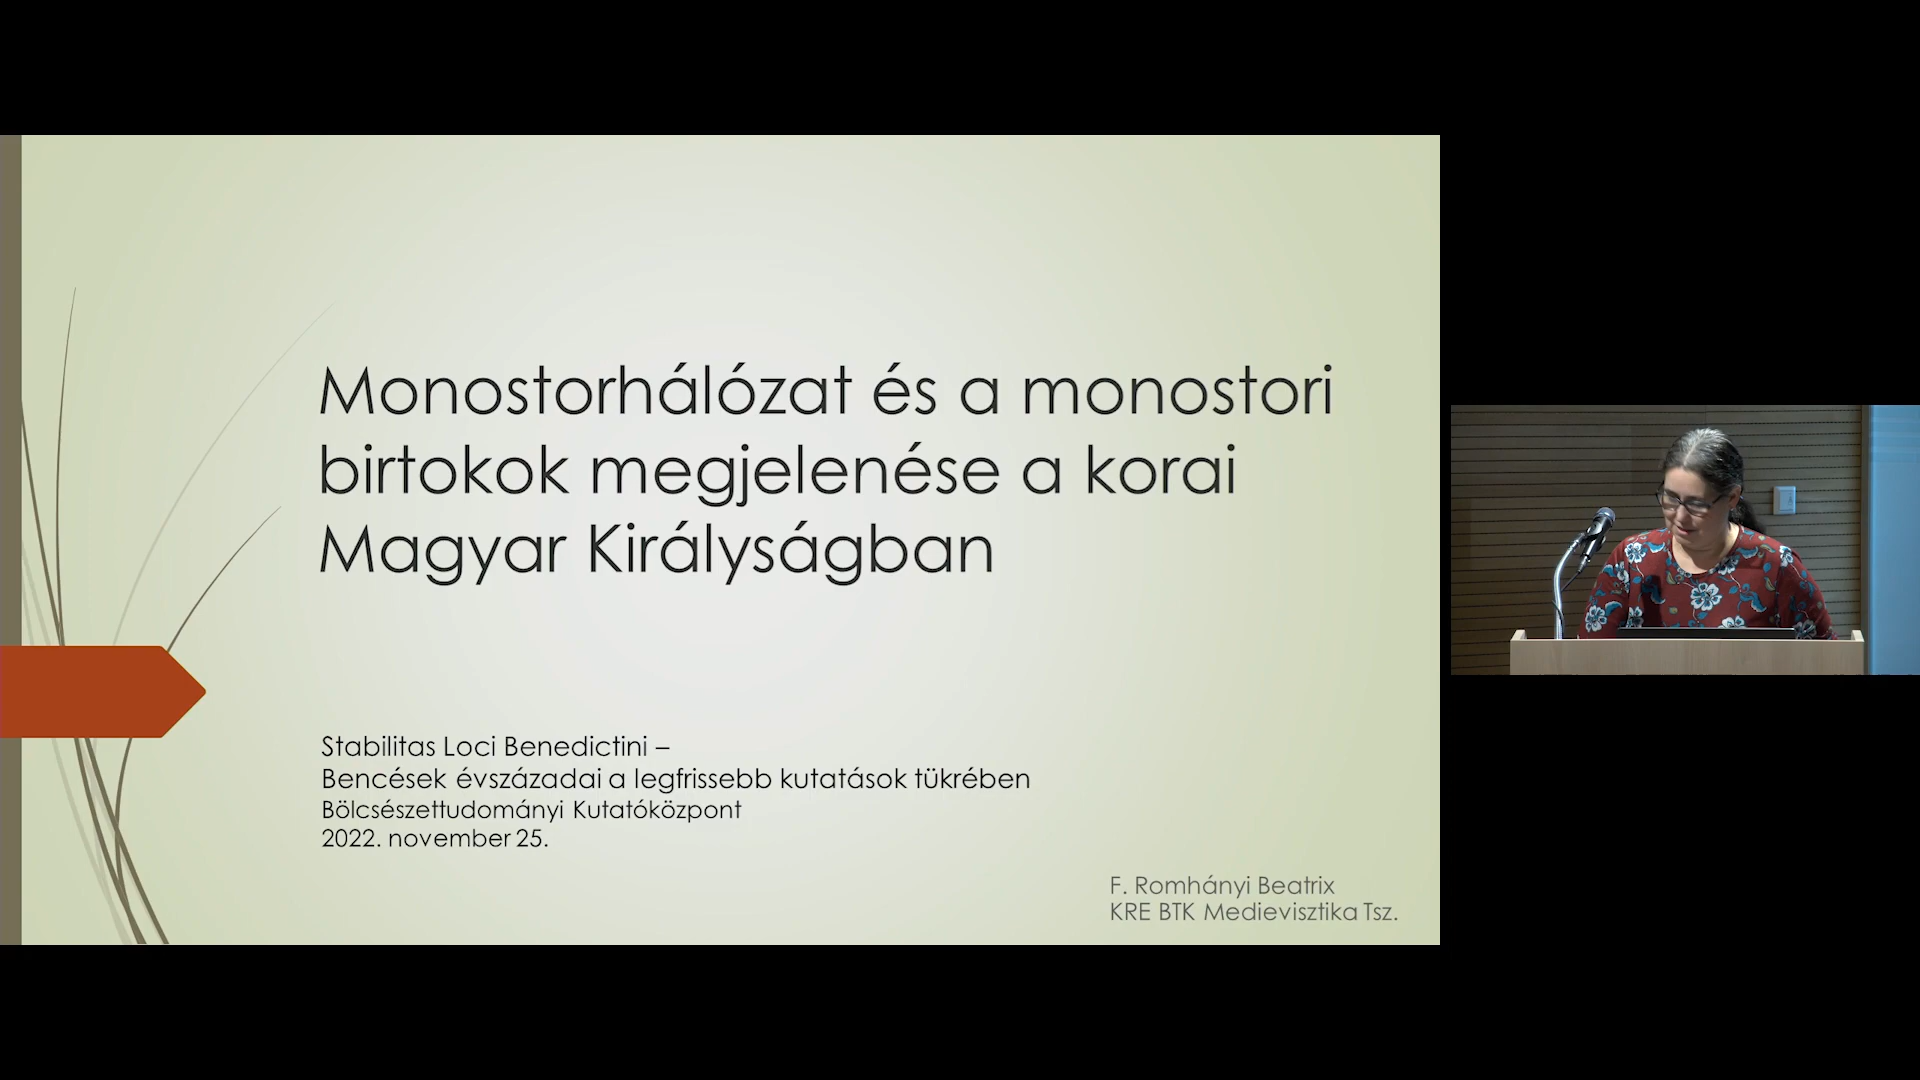 Monostorhálózat és a monostori
birtokok megjelenése a korai
Magyar Királyságban
Stabilitas Loci Benedictini –
Bencések évszázadai a legfrissebb kutatások tükrében
Bölcsészettudományi Kutatóközpont
2022. november 25.
F. Romhányi Beatrix
KRE BTK Medievisztika Tsz.